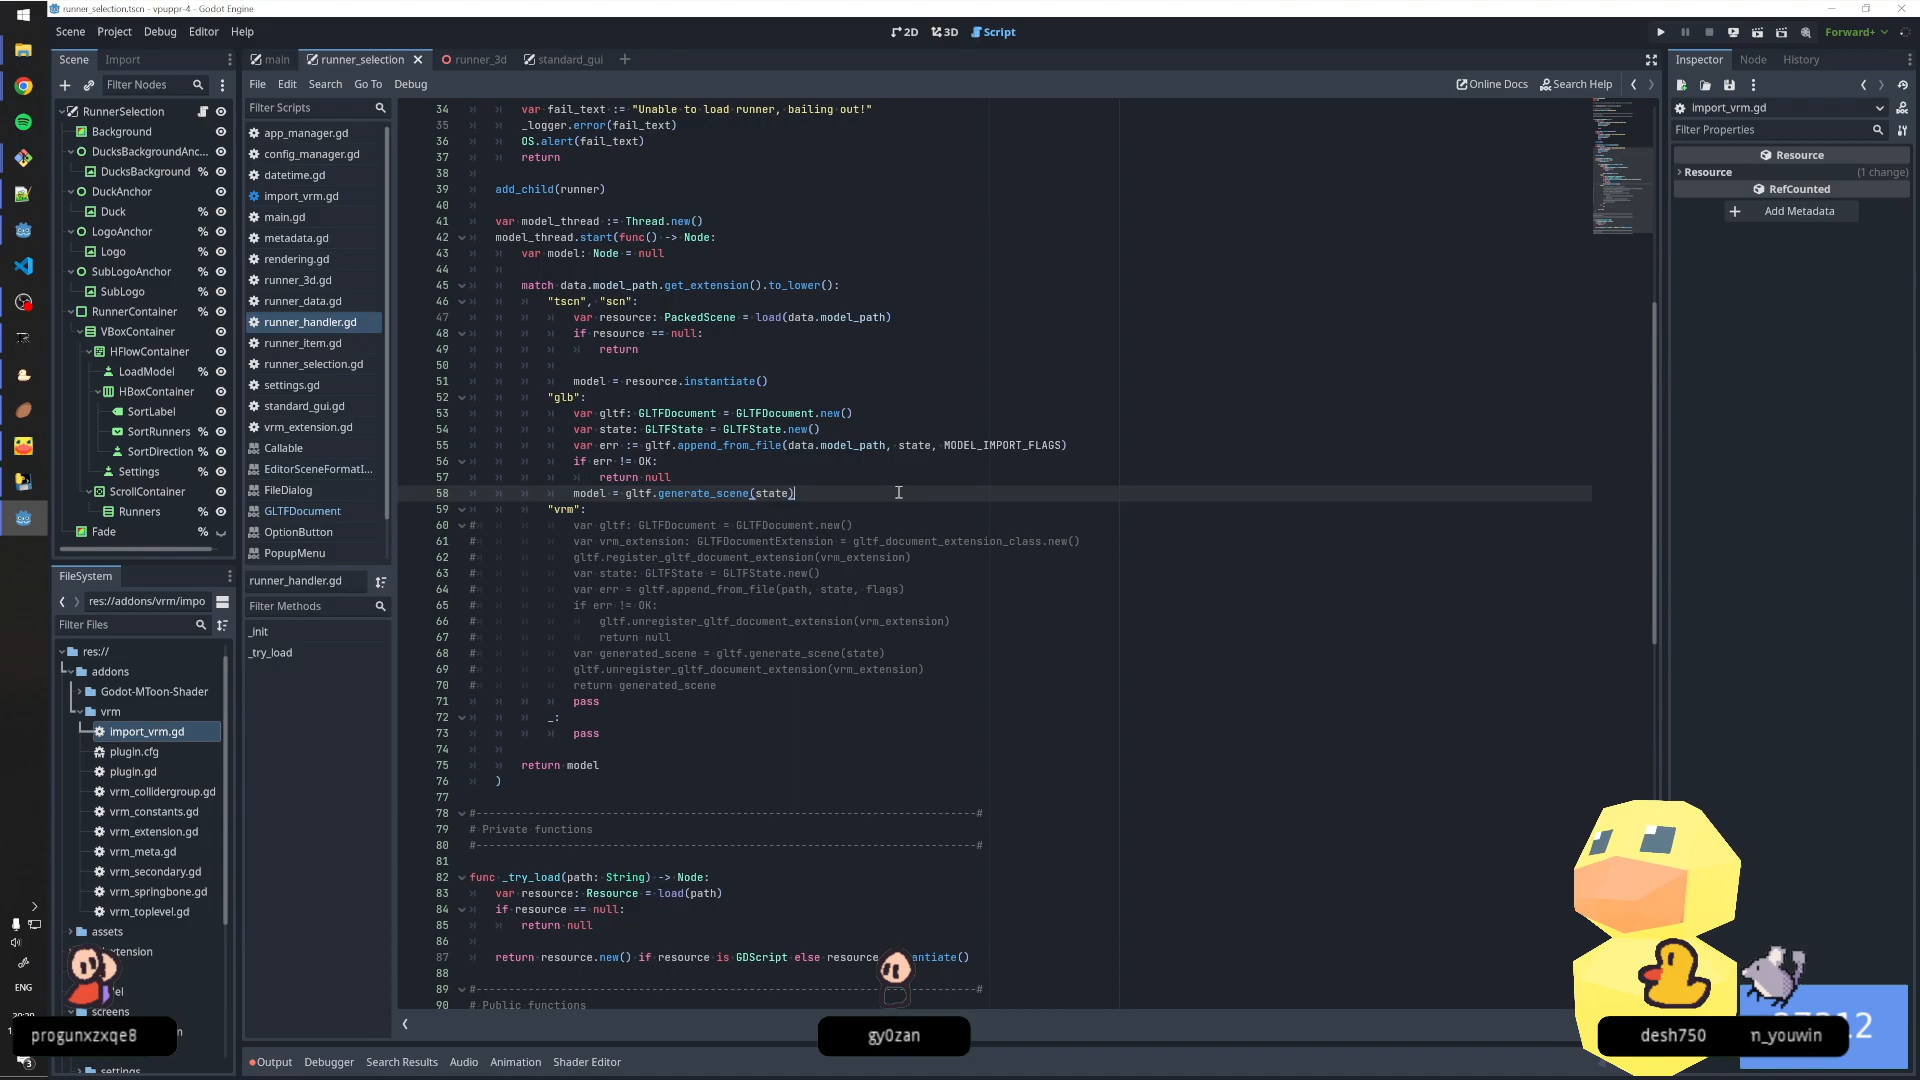 runner_selection.tscn - vpuppr-4 - Godot Engine
Scene Project Debug Editor Help
2D 3D Script
Forward+
Scene Import
main runner_selection runner_3d standard_gui
Inspector Node History
Filter Nodes
File Edit Search Go To Debug
Online Docs Search Help
import_vrm.gd
Filter Properties
Resource
Resource (1 change)
RefCounted
Add Metadata
RunnerSelection
Background
DucksBackgroundAnc...
DucksBackground
DuckAnchor
Duck
LogoAnchor
Logo
SubLogoAnchor
SubLogo
RunnerContainer
VBoxContainer
HFlowContainer
LoadModel
HBoxContainer
SortLabel
SortRunners
SortDirection
Settings
ScrollContainer
Runners
Fade
FileSystem
res://addons/vrm/impo
Filter Files
res://
addons
Godot-MToon-Shader
vrm
import_vrm.gd
plugin.cfg
plugin.gd
vrm_collidergroup.gd
vrm_constants.gd
vrm_extension.gd
vrm_meta.gd
vrm_secondary.gd
vrm_springbone.gd
vrm_toplevel.gd
assets
screens
settings
Filter Scripts
app_manager.gd
config_manager.gd
datetime.gd
import_vrm.gd
main.gd
metadata.gd
rendering.gd
runner_3d.gd
runner_data.gd
runner_handler.gd
runner_item.gd
runner_selection.gd
settings.gd
standard_gui.gd
vrm_extension.gd
Callable
EditorSceneFormatI...
FileDialog
GLTFDocument
OptionButton
PopupMenu
runner_handler.gd
Filter Methods
_init
_try_load
34 var fail_text := "Unable to load runner, bailing out!"
35 _logger.error(fail_text)
36 OS.alert(fail_text)
37 return
38
39 add_child(runner)
40
41 var model_thread := Thread.new()
42 model_thread.start(func() -> Node:
43 var model: Node = null
44
45 match data.model_path.get_extension().to_lower():
46 "tscn", "scn":
47 var resource: PackedScene = load(data.model_path)
48 if resource == null:
49 return
50
51 model = resource.instantiate()
52 "glb":
53 var gltf: GLTFDocument = GLTFDocument.new()
54 var state: GLTFState = GLTFState.new()
55 var err := gltf.append_from_file(data.model_path, state, MODEL_IMPORT_FLAGS)
56 if err != OK:
57 return null
58 model = gltf.generate_scene(state)
59 "vrm":
60 # var gltf: GLTFDocument = GLTFDocument.new()
61 # var vrm_extension: GLTFDocumentExtension = gltf_document_extension_class.new()
62 # gltf.register_gltf_document_extension(vrm_extension)
63 # var state: GLTFState = GLTFState.new()
64 # var err = gltf.append_from_file(path, state, flags)
65 # if err != OK:
66 # gltf.unregister_gltf_document_extension(vrm_extension)
67 # return null
68 # var generated_scene = gltf.generate_scene(state)
69 # gltf.unregister_gltf_document_extension(vrm_extension)
70 # return generated_scene
71 pass
72 _:
73 pass
74
75 return model
76 )
77
78 #-----------------------------------------------------------------------------#
79 # Private functions
80 #-----------------------------------------------------------------------------#
81
82 func _try_load(path: String) -> Node:
83 var resource: Resource = load(path)
84 if resource == null:
85 return null
86
87 return resource.new() if resource is GDScript else resource
88
89 #-----------------------------------------------------------------------------#
90 # Public functions
Output Debugger Search Results Audio Animation Shader Editor
ENG
progunxzxqe8
gy0zan
desh750
n_youwin